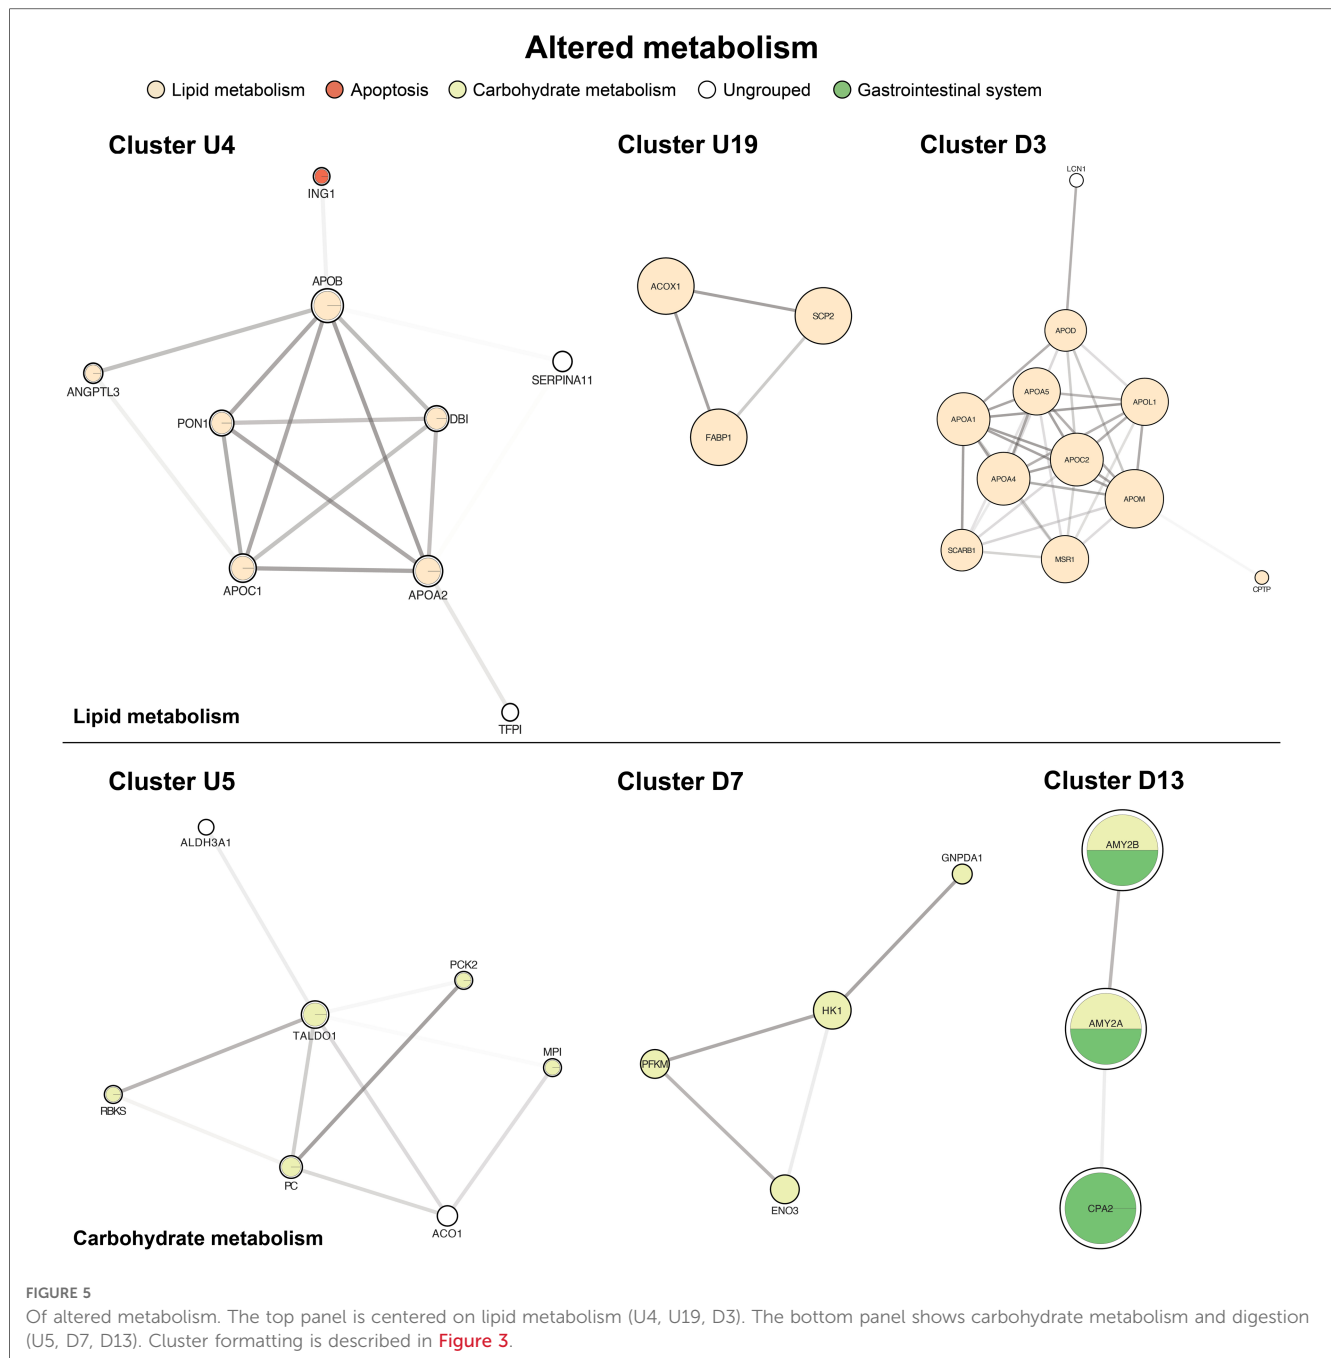 Altered metabolism
Lipid metabolism Apoptosis Carbohydrate metabolism Ungrouped Gastrointestinal system
Cluster U4
ING1
APOB
ANGPTL3
SERPINA11
PON1
DBI
APOC1
APOA2
TFPI
Cluster U19
ACOX1
SCP2
FABP1
Cluster D3
LCN1
APOD
APOA5
APOL1
APOA1
APOC2
APOA4
APOM
SCARB1
MSR1
CPTP
Lipid metabolism
Cluster U5
ALDH3A1
PCK2
TALDO1
MPI
RBKS
PC
ACO1
Cluster D7
GNPDA1
HK1
PFKM
ENO3
Cluster D13
AMY2B
AMY2A
CPA2
Carbohydrate metabolism
FIGURE 5
Of altered metabolism. The top panel is centered on lipid metabolism (U4, U19, D3). The bottom panel shows carbohydrate metabolism and digestion
(U5, D7, D13). Cluster formatting is described in Figure 3.